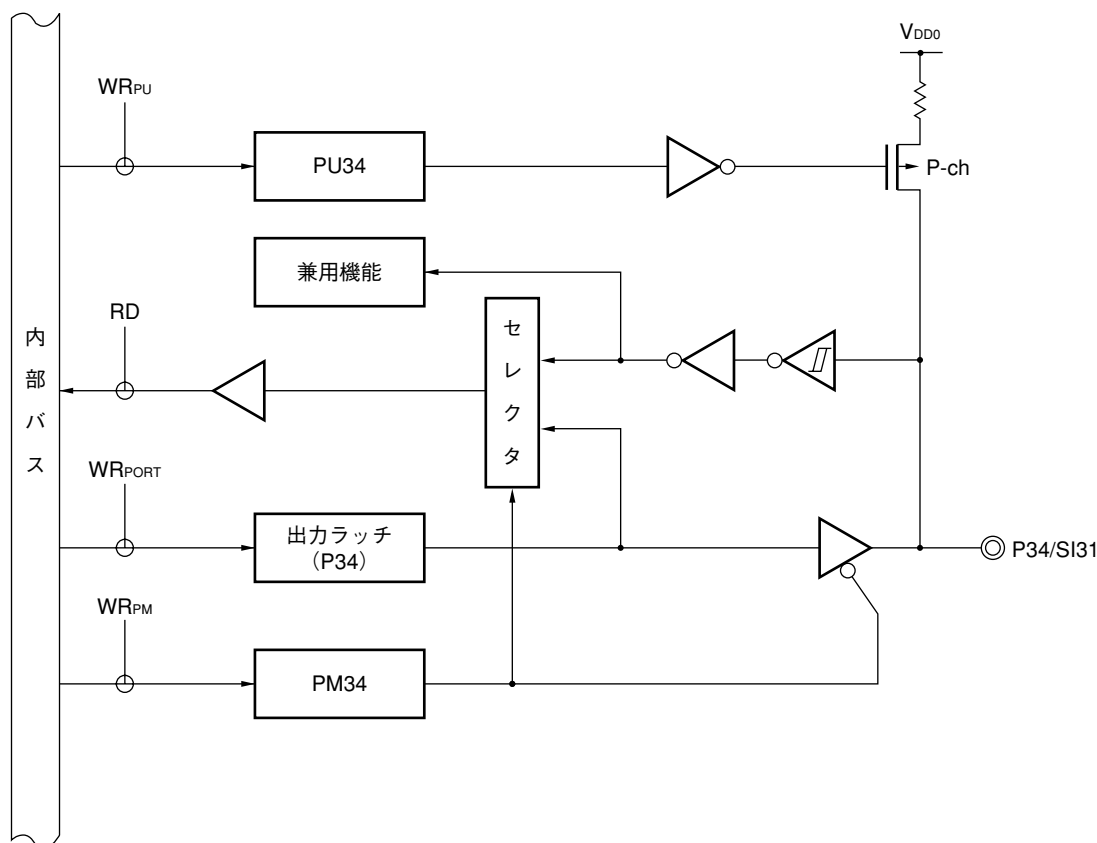 VDD0
WRPU
PU34
P-ch
兼用機能
RD
セレクタ
内部バス
WRPORT
出力ラッチ
（P34）
P34/SI31
WRPM
PM34